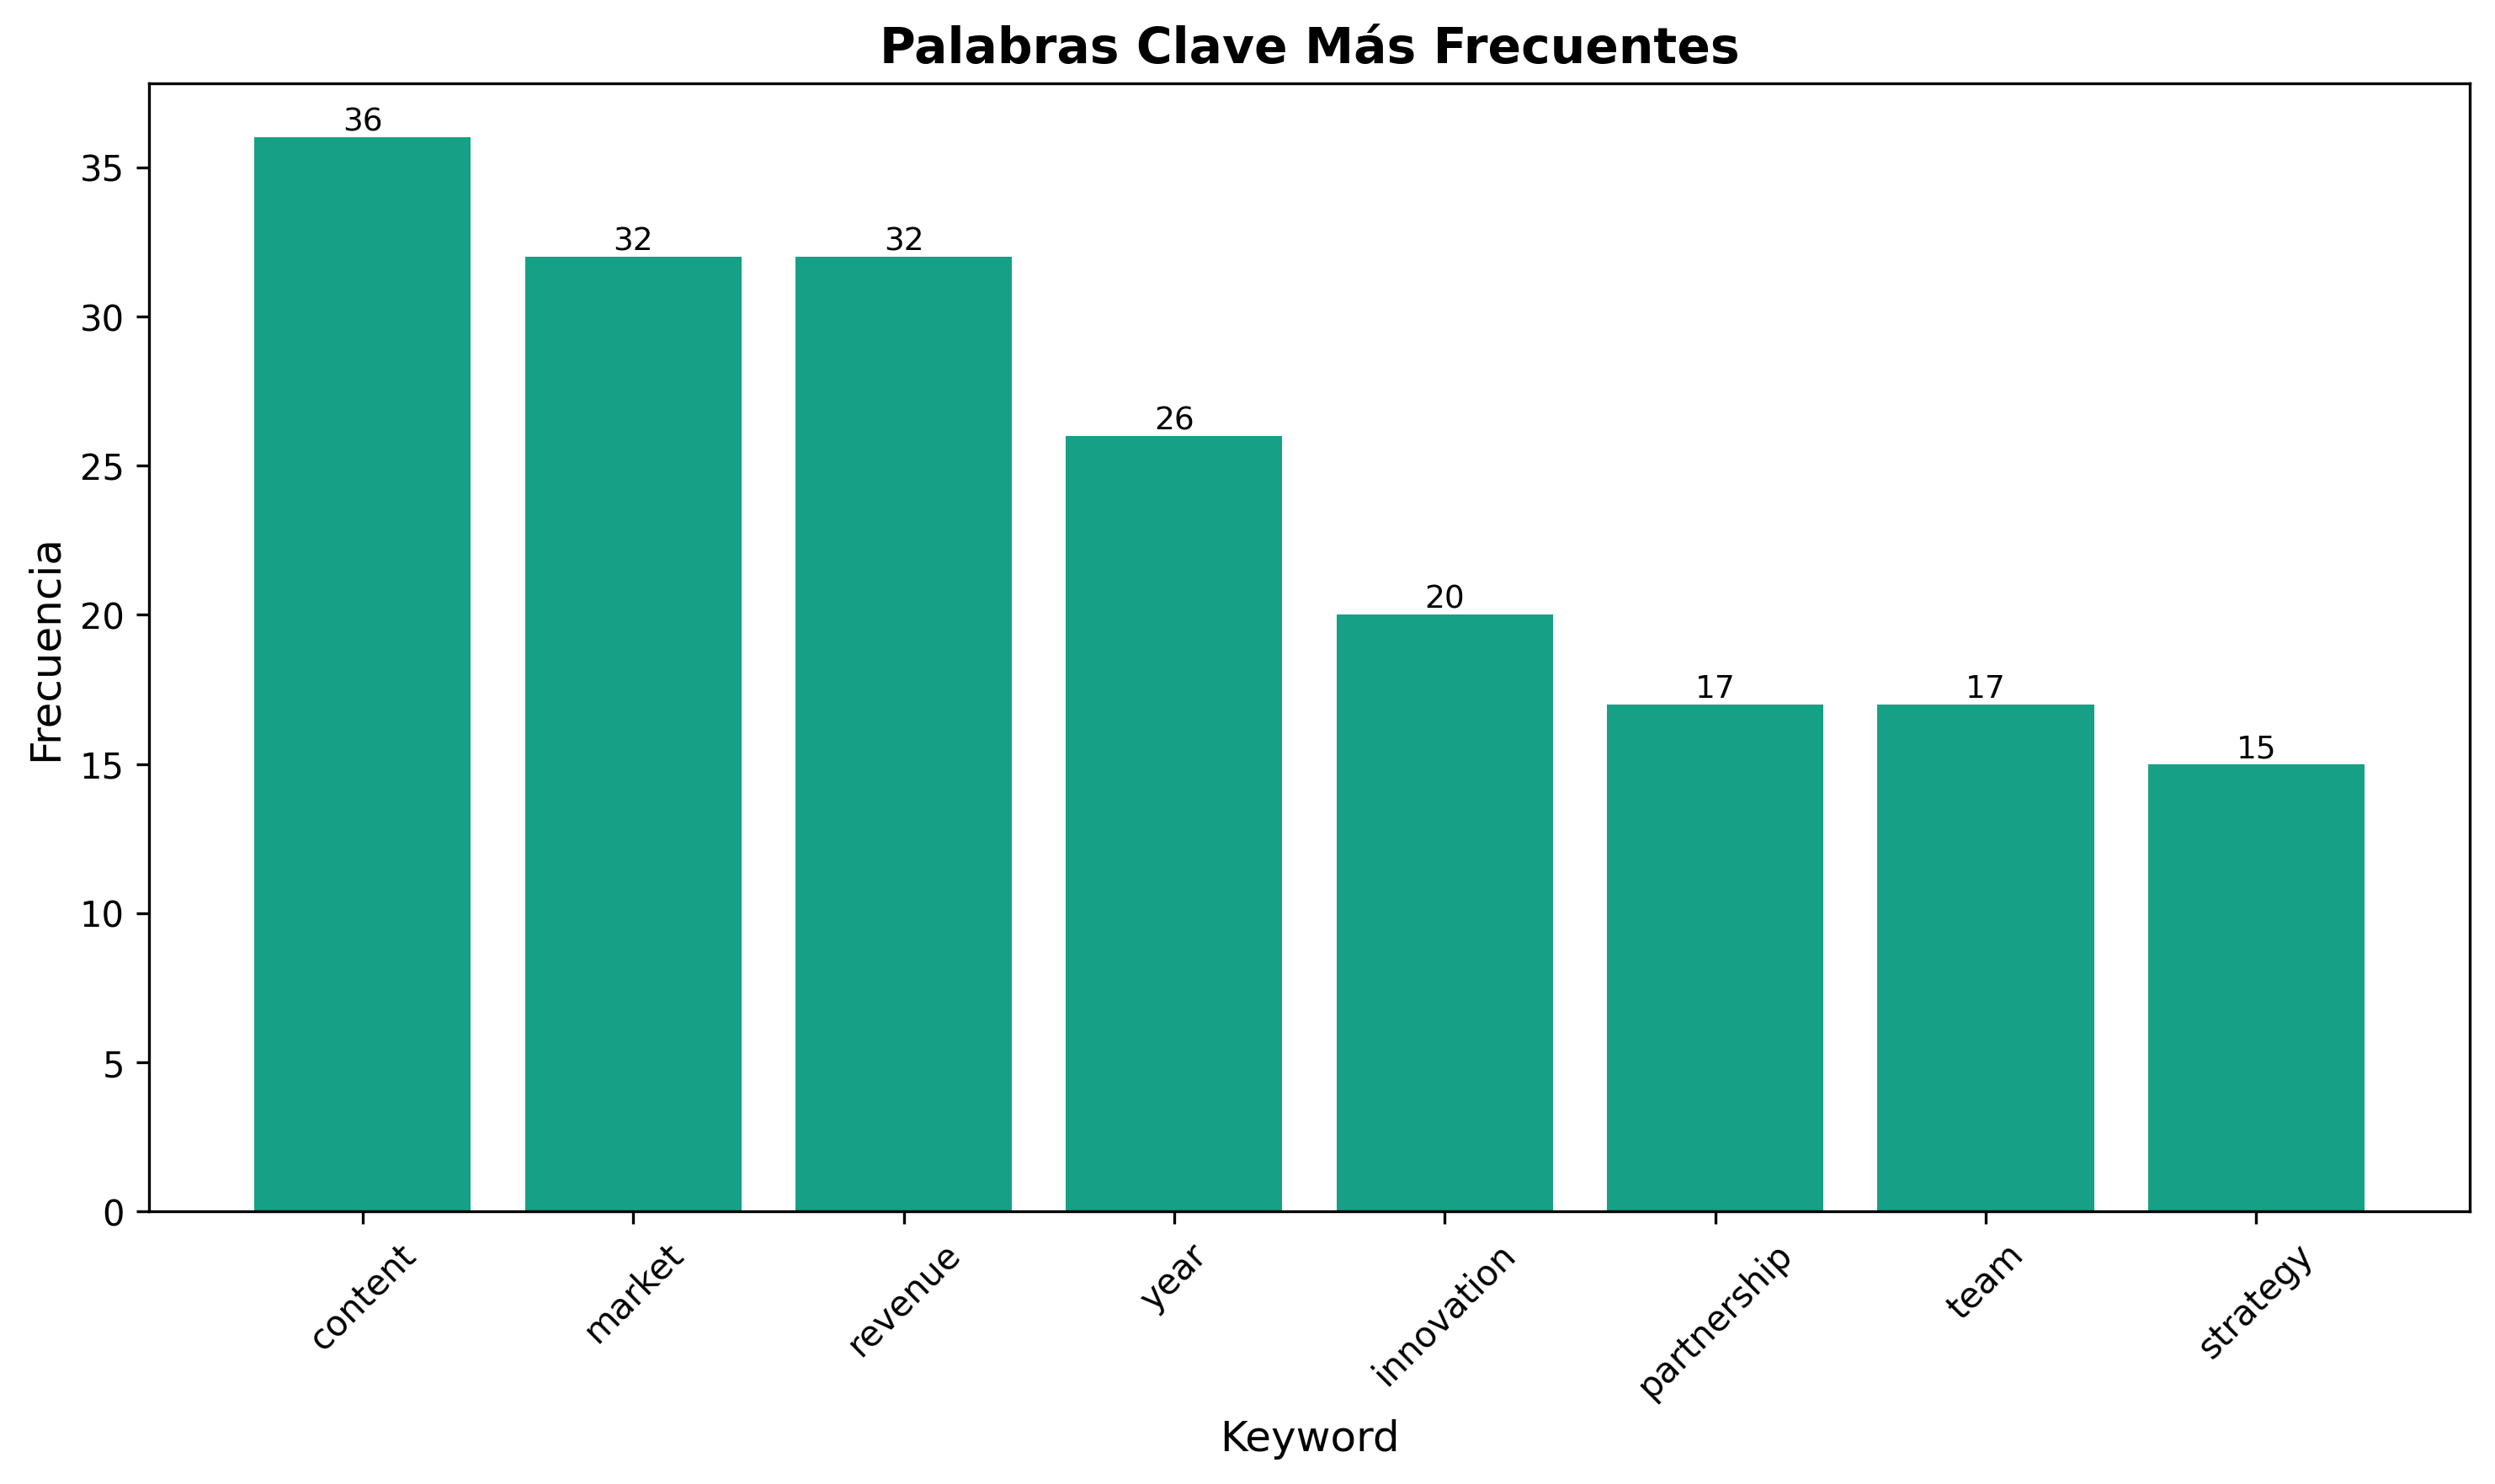 Palabras Clave Más Frecuentes
36
32
32
26
20
17
17
15
35
30
25
20
15
10
5
0
Frecuencia
content
market
revenue
year
innovation
partnership
team
strategy
Keyword